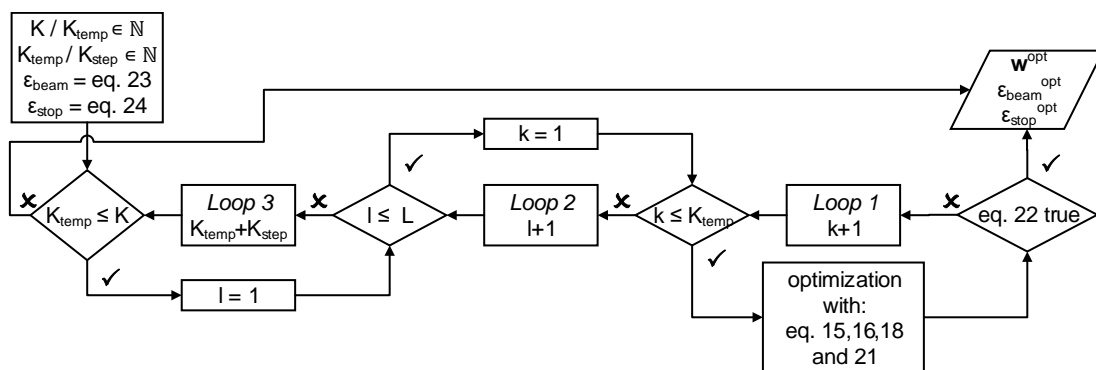 K / K_temp ∈ ℕ
K_temp / K_step ∈ ℕ
ε_beam = eq. 23
ε_stop = eq. 24
w^opt
ε_beam^opt
ε_stop^opt
k = 1
✓
✓
✘
K_temp ≤ K
Loop 3
K_temp+K_step
✘
l ≤ L
Loop 2
l+1
✘
k ≤ K_temp
Loop 1
k+1
✘
eq. 22 true
✓
l = 1
✓
optimization
with:
eq. 15,16,18
and 21